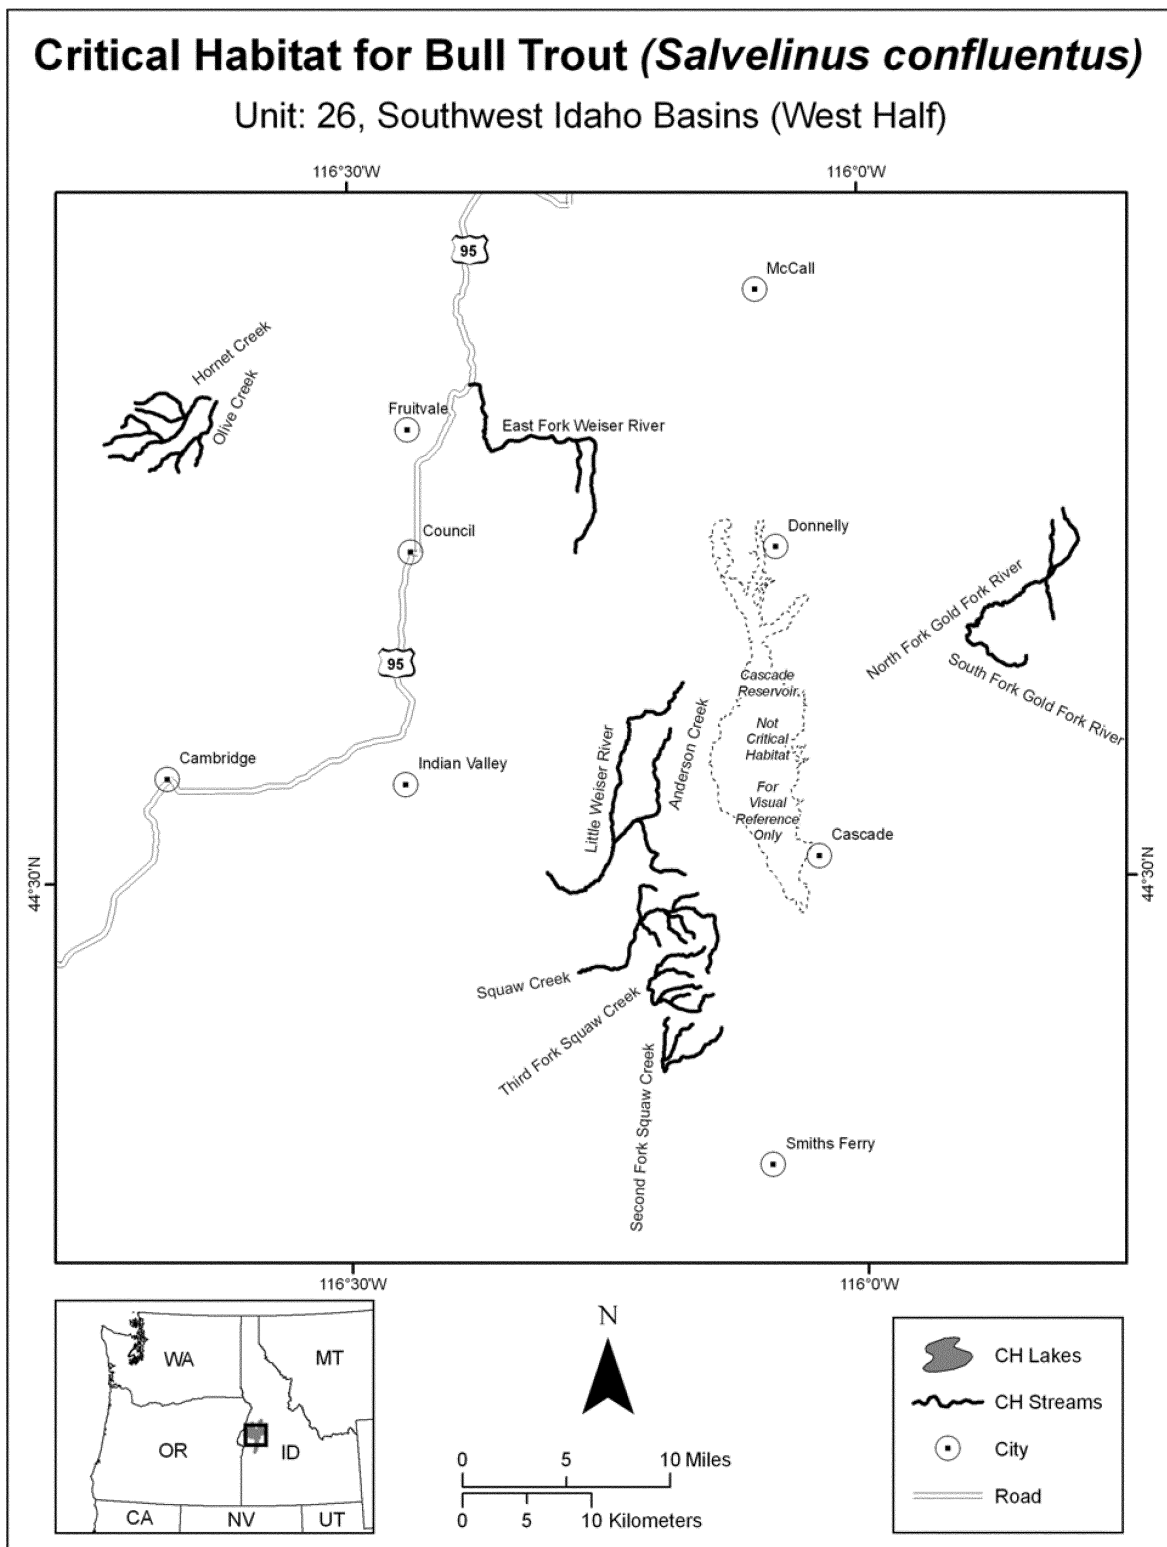 Critical Habitat for Bull Trout (Salvelinus confluentus)
Unit: 26, Southwest Idaho Basins (West Half)
116°30'W
116°0'W
95
McCall
Hornet Creek
Olive Creek
Fruitvale
East Fork Weiser River
Council
Donnelly
North Fork Gold Fork River
South Fork Gold Fork River
95
Cascade
Reservoir
Not
Critical
Habitat
For
Visual
Reference
Only
Little Weiser River
Anderson Creek
Cambridge
Indian Valley
Cascade
44°30'N
44°30'N
Squaw Creek
Third Fork Squaw Creek
Second Fork Squaw Creek
Smiths Ferry
116°30'W
116°0'W
WA
MT
OR
ID
CA
NV
UT
N
0 5 10 Miles
0 5 10 Kilometers
CH Lakes
CH Streams
City
Road